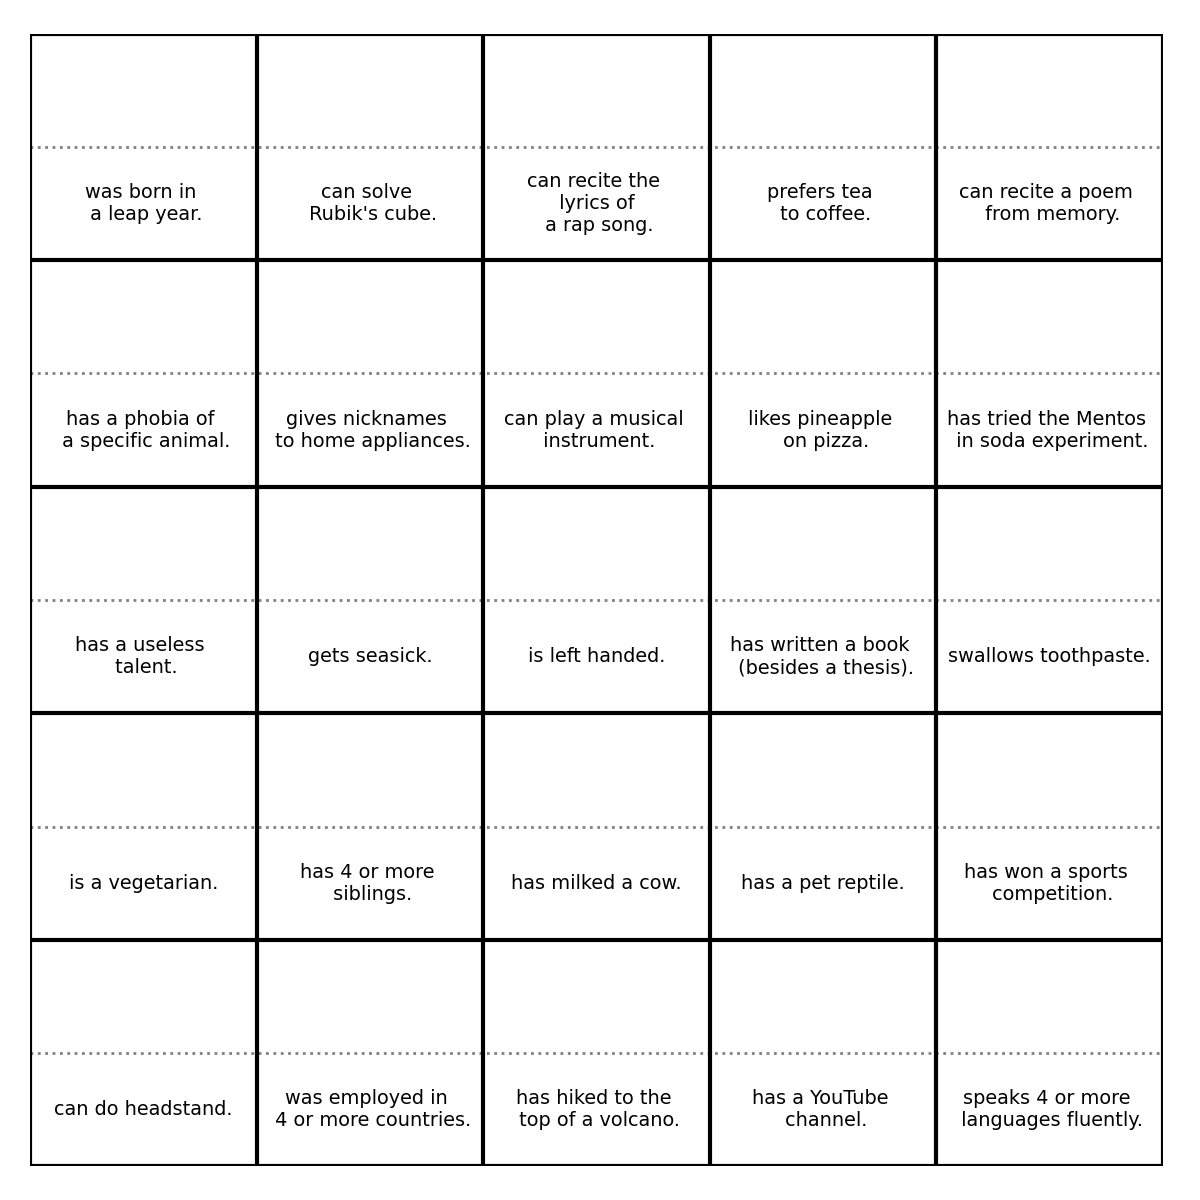 was born in
a leap year.
can solve
Rubik's cube.
can recite the
lyrics of
a rap song.
prefers tea
to coffee.
can recite a poem
from memory.
has a phobia of
a specific animal.
gives nicknames
to home appliances.
can play a musical
instrument.
likes pineapple
on pizza.
has tried the Mentos
in soda experiment.
has a useless
talent.
gets seasick.
is left handed.
has written a book
(besides a thesis).
swallows toothpaste.
is a vegetarian.
has 4 or more
siblings.
has milked a cow.
has a pet reptile.
has won a sports
competition.
can do headstand.
was employed in
4 or more countries.
has hiked to the
top of a volcano.
has a YouTube
channel.
speaks 4 or more
languages fluently.